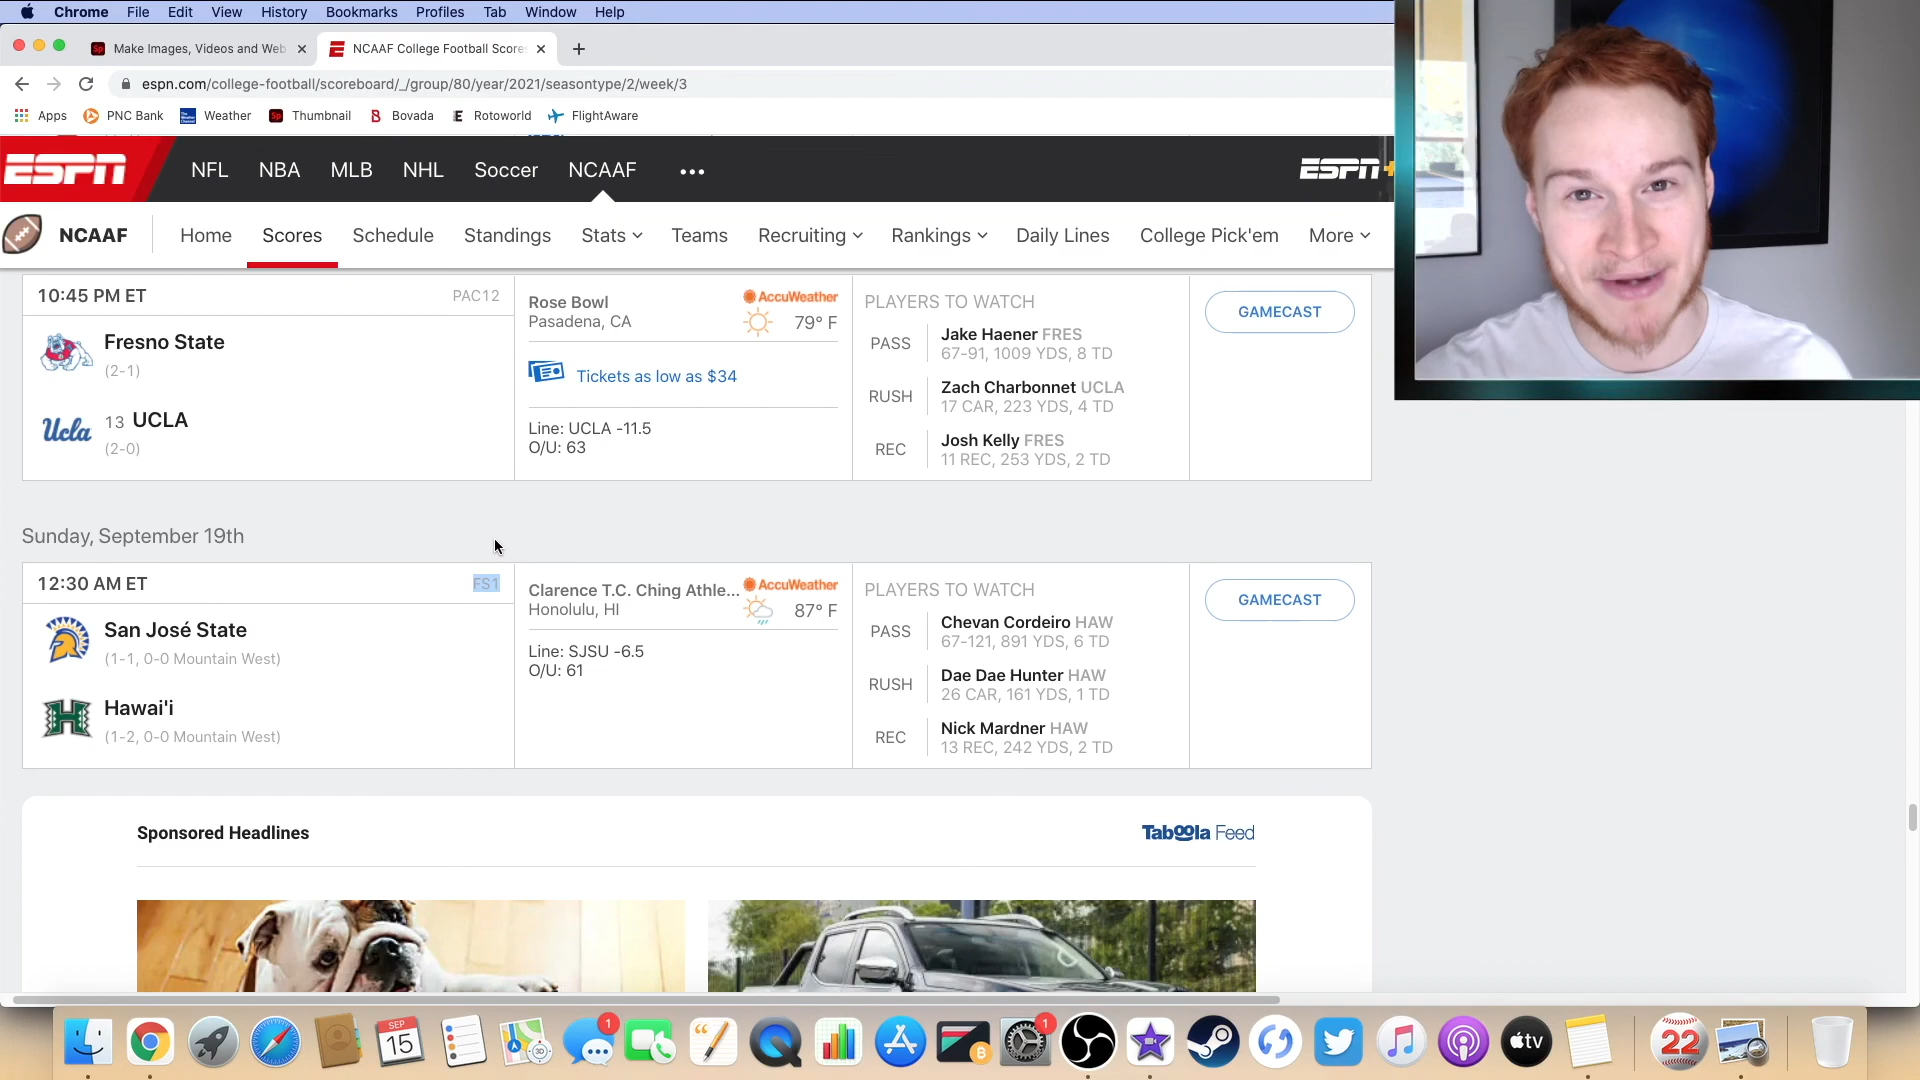 Chrome File Edit View History Bookmarks Profiles Tab Window Help
Make Images, Videos and Web
NCAAF College Football Scores
espn.com/college-football/scoreboard/_/group/80/year/2021/seasontype/2/week/3
Apps PNC Bank Weather Thumbnail Bovada Rotoworld FlightAware
ESPN NFL NBA MLB NHL Soccer NCAAF ••• ESPN+
NCAAF Home Scores Schedule Standings Stats Teams Recruiting Rankings Daily Lines College Pick'em More
10:45 PM ET PAC12
Fresno State
(2-1)
13 UCLA
(2-0)
Ucla
Rose Bowl
Pasadena, CA
AccuWeather
79° F
Tickets as low as $34
Line: UCLA -11.5
O/U: 63
PLAYERS TO WATCH
PASS Jake Haener FRES
67-91, 1009 YDS, 8 TD
RUSH Zach Charbonnet UCLA
17 CAR, 223 YDS, 4 TD
REC Josh Kelly FRES
11 REC, 253 YDS, 2 TD
GAMECAST
Sunday, September 19th
12:30 AM ET FS1
San José State
(1-1, 0-0 Mountain West)
Hawai'i
(1-2, 0-0 Mountain West)
Clarence T.C. Ching Athle...
Honolulu, HI
AccuWeather
87° F
Line: SJSU -6.5
O/U: 61
PLAYERS TO WATCH
PASS Chevan Cordeiro HAW
67-121, 891 YDS, 6 TD
RUSH Dae Dae Hunter HAW
26 CAR, 161 YDS, 1 TD
REC Nick Mardner HAW
13 REC, 242 YDS, 2 TD
GAMECAST
Sponsored Headlines
Taboola Feed
SEP
15
3D
1
1
tv
22